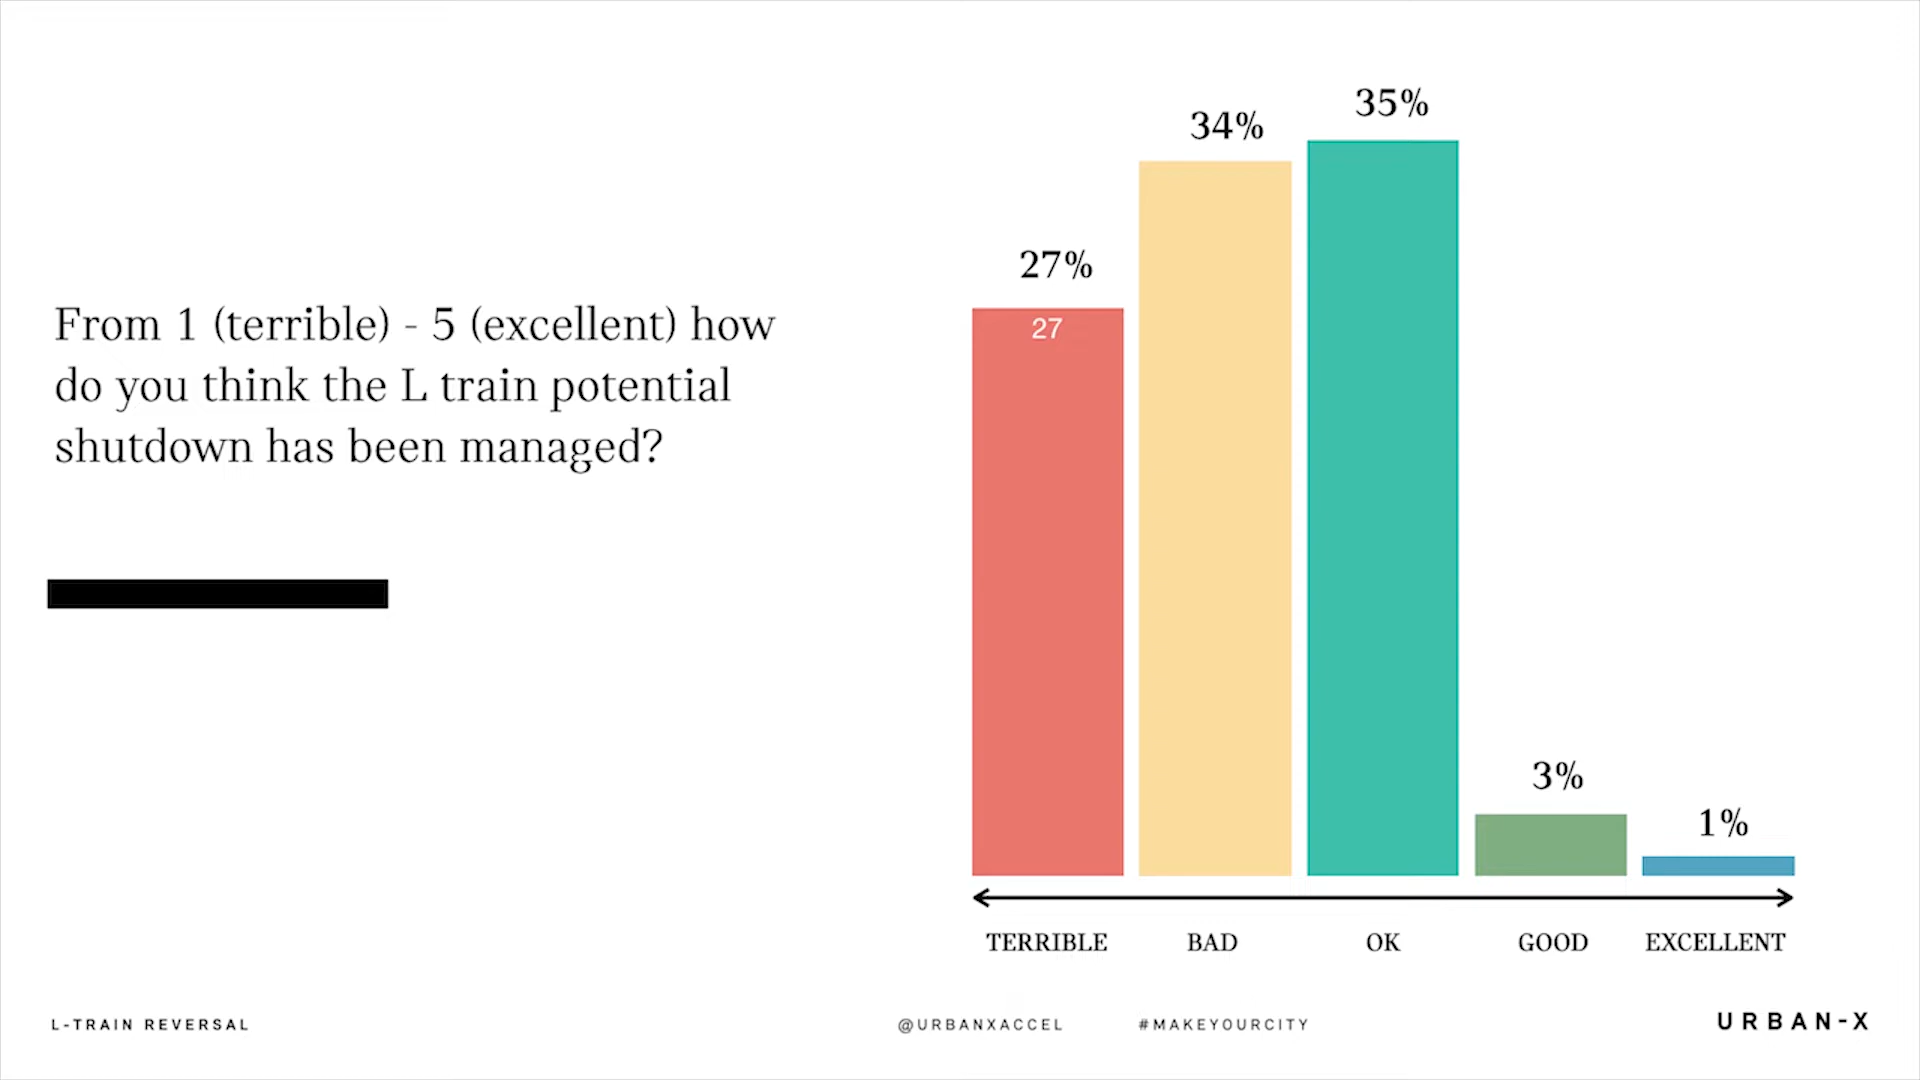 From 1 (terrible) - 5 (excellent) how
do you think the L train potential
shutdown has been managed?
27%
27
34%
35%
3%
1%
TERRIBLE
BAD
OK
GOOD
EXCELLENT
L-TRAIN REVERSAL
@URBANXACCEL
#MAKEYOURCITY
URBAN-X